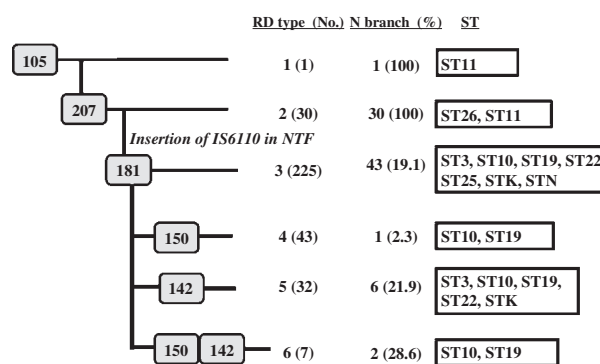 RD type (No.) N branch (%) ST
105 1 (1) 1 (100) ST11
207 2 (30) 30 (100) ST26, ST11
Insertion of IS6110 in NTF
181 3 (225) 43 (19.1) ST3, ST10, ST19, ST22
ST25, STK, STN
150 4 (43) 1 (2.3) ST10, ST19
142 5 (32) 6 (21.9) ST3, ST10, ST19,
ST22, STK
150 142 6 (7) 2 (28.6) ST10, ST19